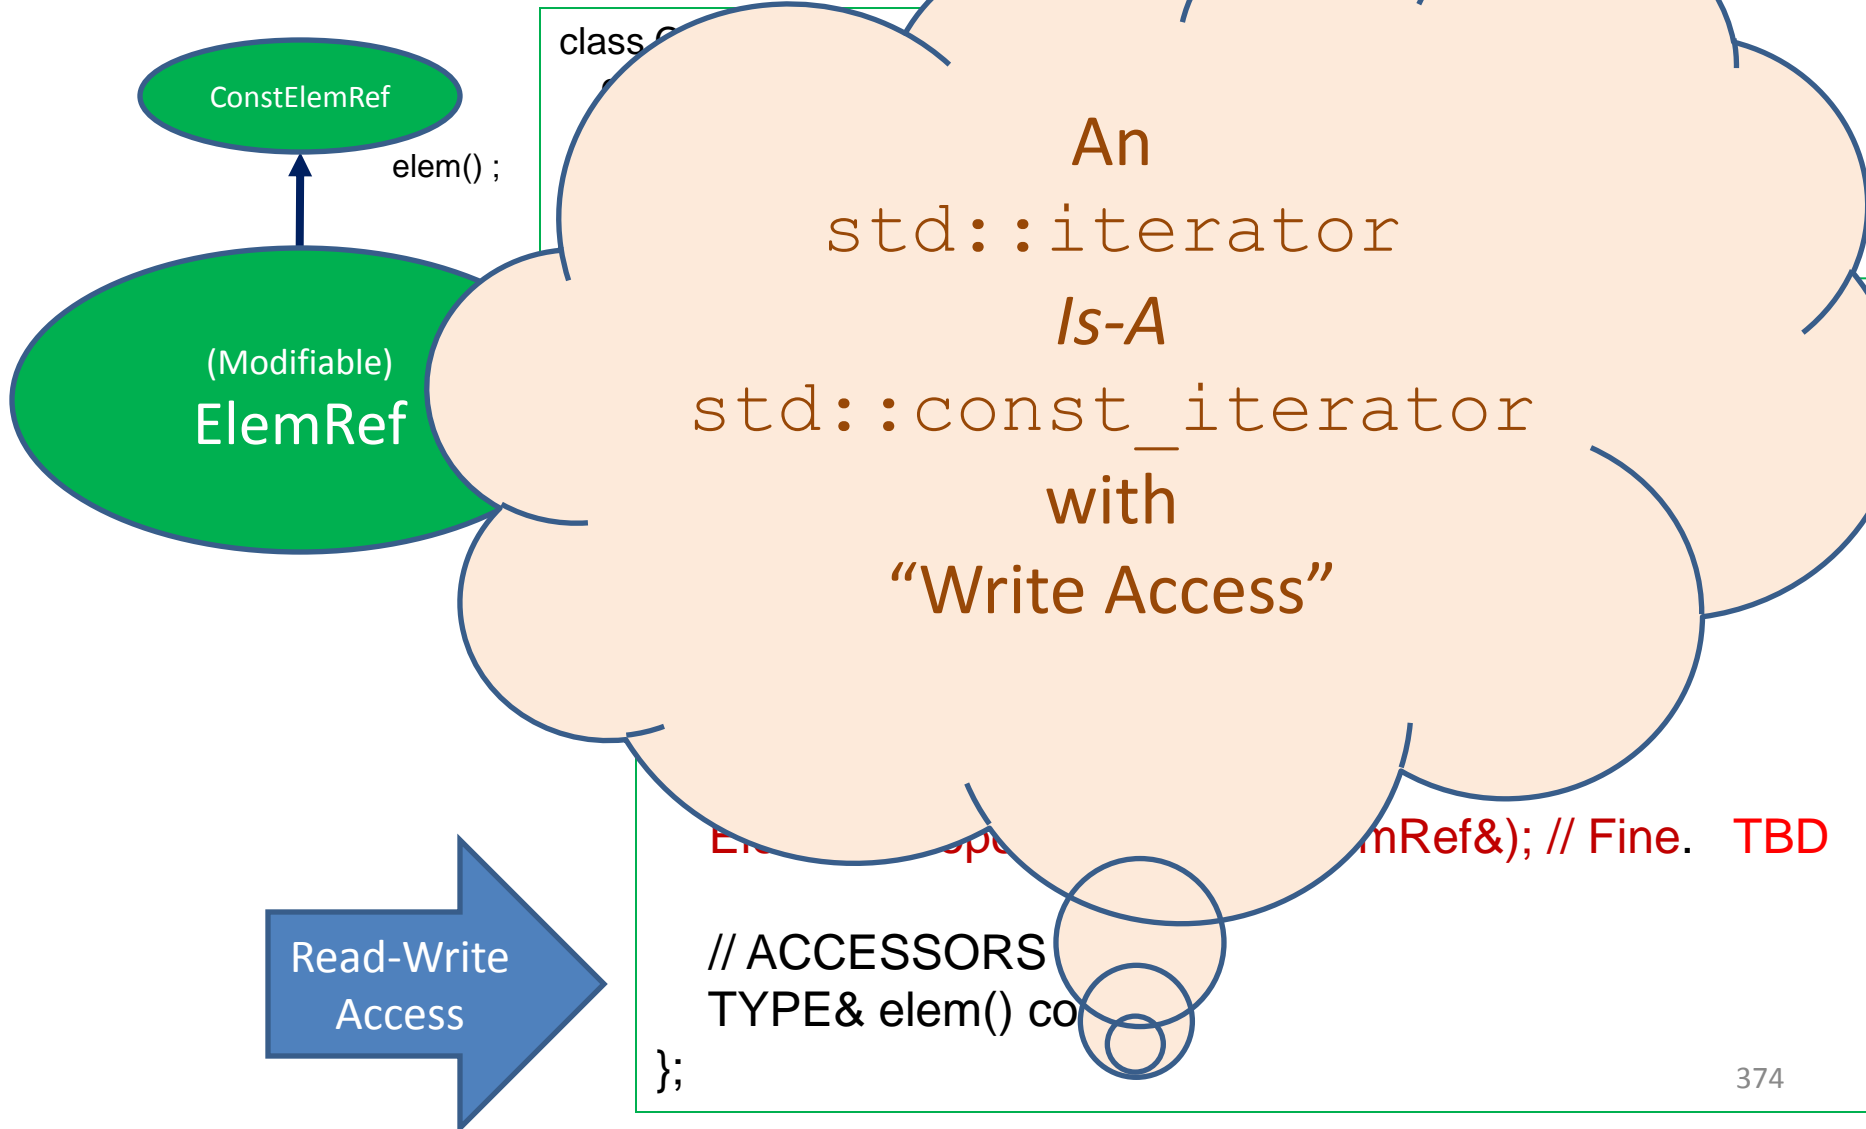 class
ConstElemRef
elem() ;
(Modifiable)
ElemRef
An
std::iterator
Is-A
std::const_iterator
with
“Write Access”
mRef&); // Fine. TBD
Read-Write
Access
// ACCESSORS
TYPE& elem() co
};
374